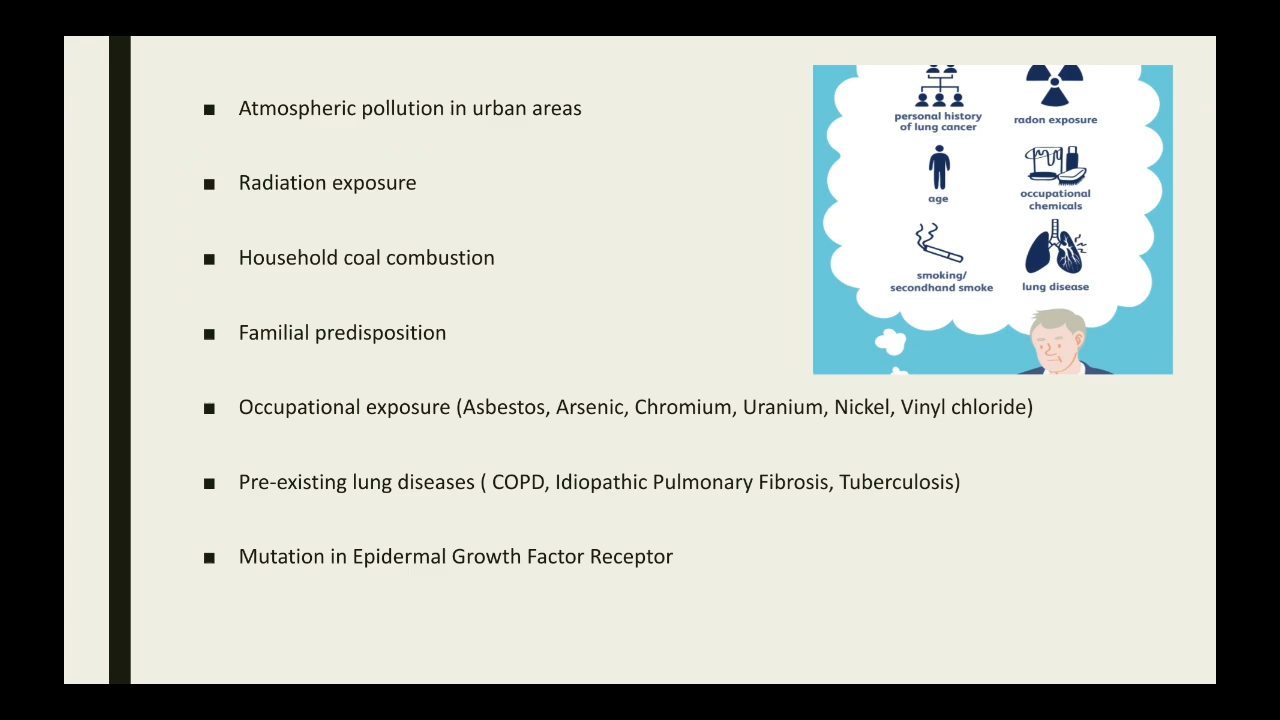 ■ Atmospheric pollution in urban areas
■ Radiation exposure
■ Household coal combustion
■ Familial predisposition
■ Occupational exposure (Asbestos, Arsenic, Chromium, Uranium, Nickel, Vinyl chloride)
■ Pre-existing lung diseases ( COPD, Idiopathic Pulmonary Fibrosis, Tuberculosis)
■ Mutation in Epidermal Growth Factor Receptor
personal history
of lung cancer
radon exposure
age
occupational
chemicals
smoking/
secondhand smoke
lung disease